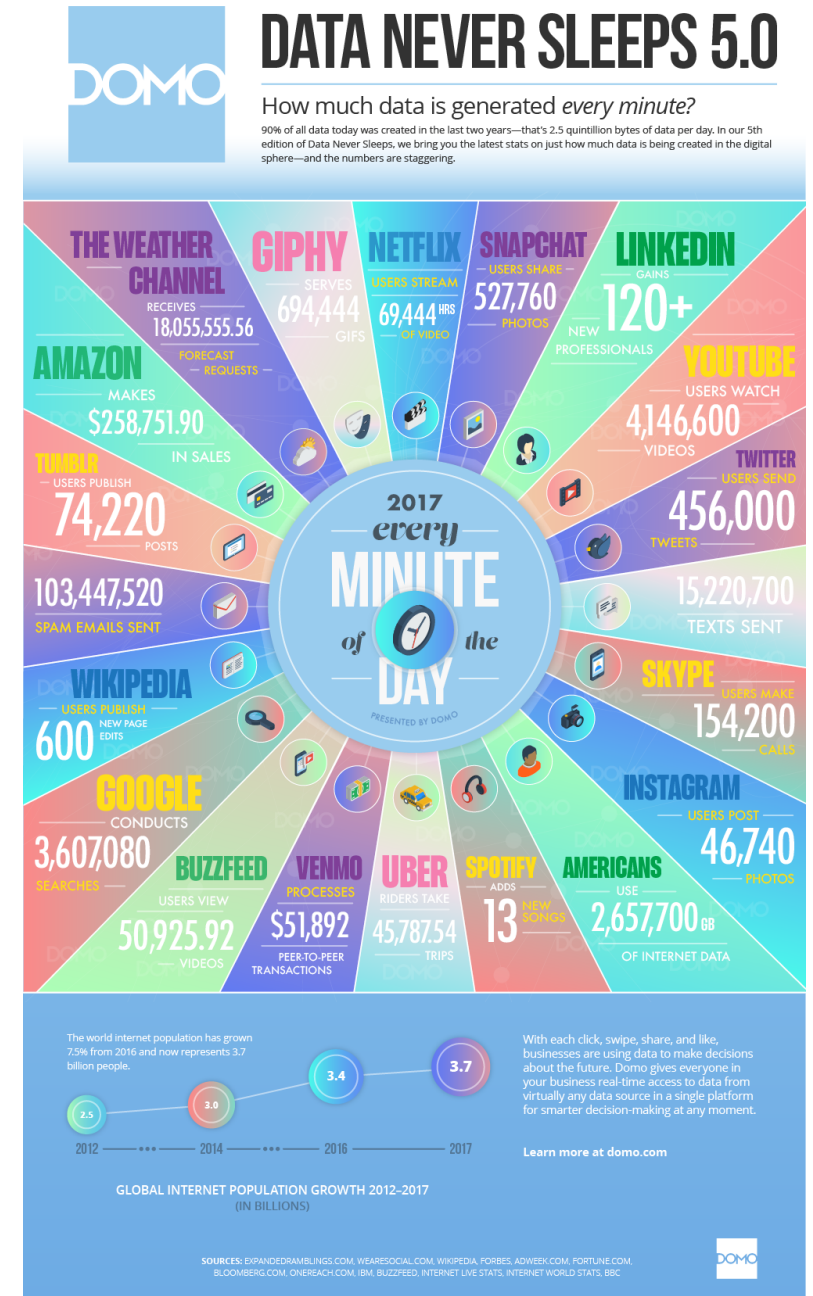 DOMO
DATA NEVER SLEEPS 5.0
How much data is generated every minute?
90% of all data today was created in the last two years—that's 2.5 quintillion bytes of data per day. In our 5th
edition of Data Never Sleeps, we bring you the latest stats on just how much data is being created in the digital
sphere—and the numbers are staggering.
THE WEATHER
CHANNEL
RECEIVES
18,055,555.56
FORECAST
REQUESTS
GIPHY
SERVES
694,444
GIFS
NETFLIX
USERS STREAM
69,444 HRS
OF VIDEO
SNAPCHAT
USERS SHARE
527,760
PHOTOS
LINKEDIN
GAINS
120+
NEW
PROFESSIONALS
YOUTUBE
USERS WATCH
4,146,600
VIDEOS
TWITTER
USERS SEND
456,000
TWEETS
15,220,700
TEXTS SENT
SKYPE
USERS MAKE
154,200
CALLS
INSTAGRAM
USERS POST
46,740
PHOTOS
AMERICANS
USE
2,657,700 GB
OF INTERNET DATA
SPOTIFY
ADDS
13 NEW
SONGS
UBER
RIDERS TAKE
45,787.54
TRIPS
VENMO
PROCESSES
$51,892
PEER-TO-PEER
TRANSACTIONS
BUZZFEED
USERS VIEW
50,925.92
VIDEOS
GOOGLE
CONDUCTS
3,607,080
SEARCHES
WIKIPEDIA
USERS PUBLISH
600 NEW PAGE
EDITS
103,447,520
SPAM EMAILS SENT
TUMBLR
USERS PUBLISH
74,220
POSTS
AMAZON
MAKES
$258,751.90
IN SALES
2017
every
MINUTE
of the
DAY
PRESENTED BY DOMO
The world internet population has grown
7.5% from 2016 and now represents 3.7
billion people.
2.5
3.0
3.4
3.7
2012
2014
2016
2017
GLOBAL INTERNET POPULATION GROWTH 2012–2017
(IN BILLIONS)
With each click, swipe, share, and like,
businesses are using data to make decisions
about the future. Domo gives everyone in
your business real-time access to data from
virtually any data source in a single platform
for smarter decision-making at any moment.
Learn more at domo.com
SOURCES: EXPANDEDRAMBLINGS.COM, WEARESOCIAL.COM, WIKIPEDIA, FORBES, ADWEEK.COM, FORTUNE.COM,
BLOOMBERG.COM, ONEREACH.COM, IBM, BUZZFEED, INTERNET LIVE STATS, INTERNET WORLD STATS, BBC
DOMO